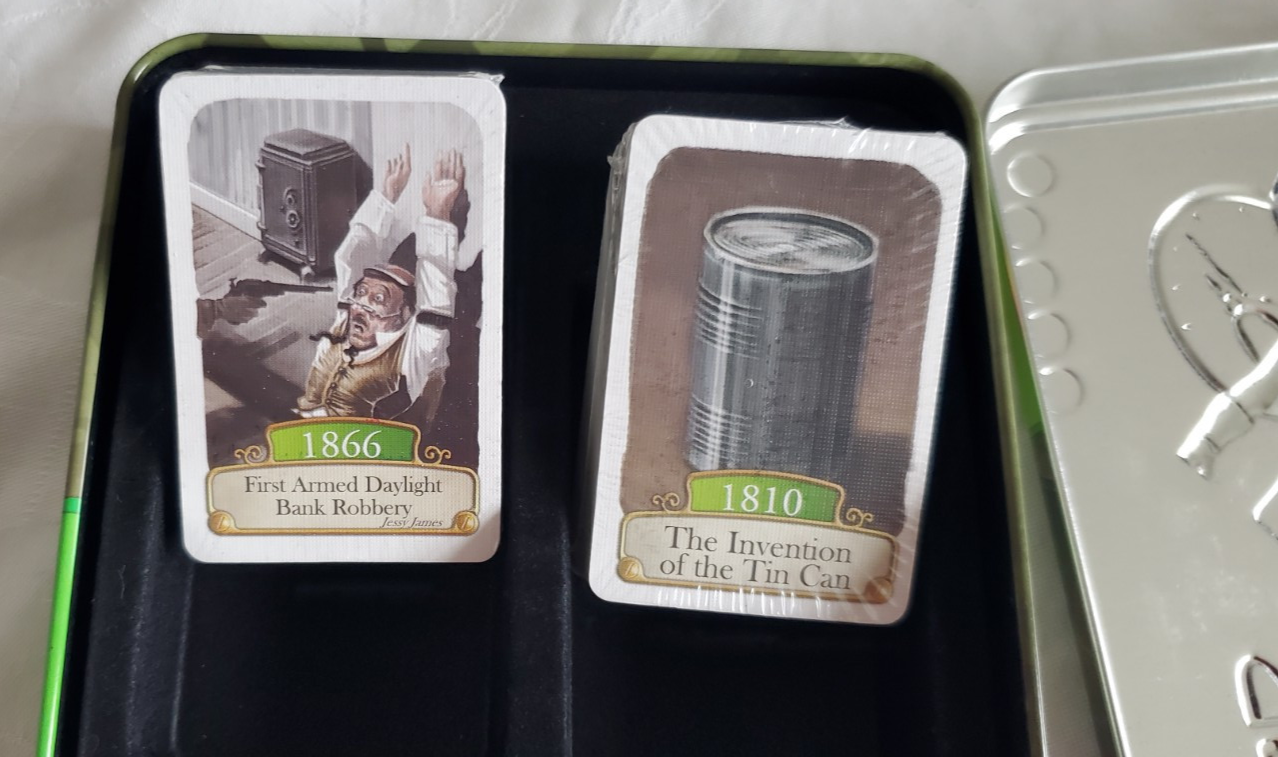 1866
First Armed Daylight
Bank Robbery
Jessy James
1810
The Invention
of the Tin Can